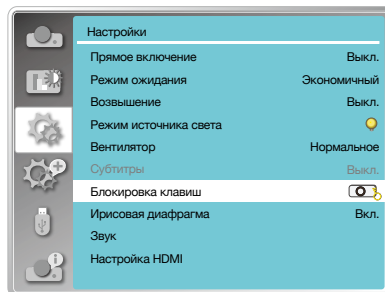 Настройки
Прямое включение Выкл.
Режим ожидания Экономичный
Возвышение Выкл.
Режим источника света
Вентилятор Нормальное
Субтитры Выкл.
Блокировка клавиш
Ирисовая диафрагма Вкл.
Звук
Настройка HDMI